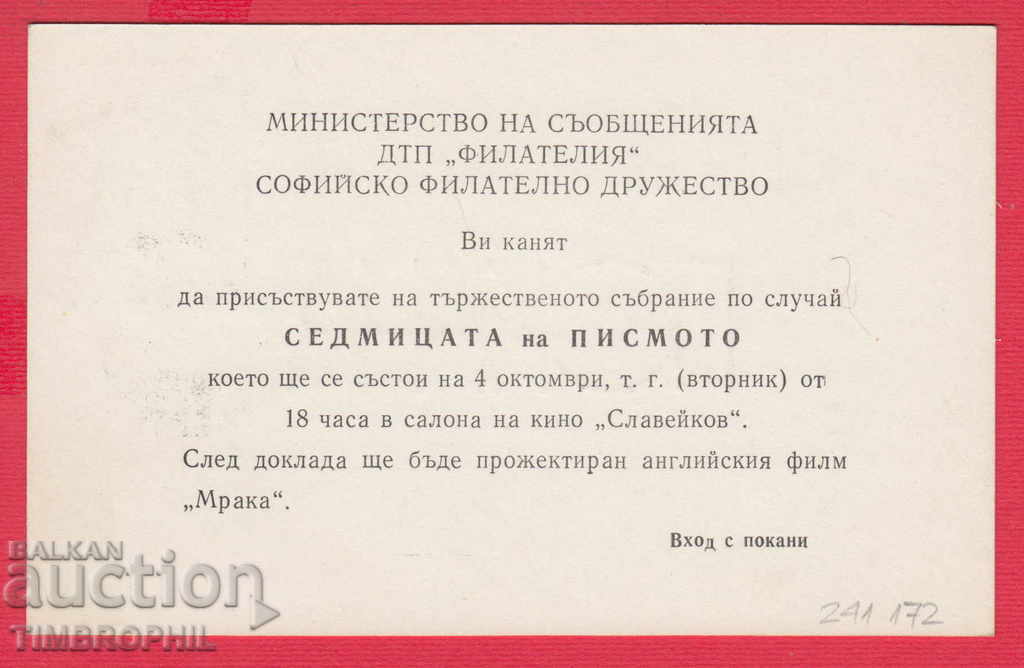 МИНИСТЕРСТВО НА СЪОБЩЕНИЯТА
ДТП „ФИЛАТЕЛИЯ“
СОФИЙСКО ФИЛАТЕЛНО ДРУЖЕСТВО
Ви канят
да присъствувате на тържественото събрание по случай
СЕДМИЦАТА на ПИСМОТО
което ще се състои на 4 октомври, т. г. (вторник) от
18 часа в салона на кино „Славейков“.
След доклада ще бъде прожектиран английския филм
„Мрака“.
Вход с покани
BALKAN
auction
TIMBROPHIL
241 172